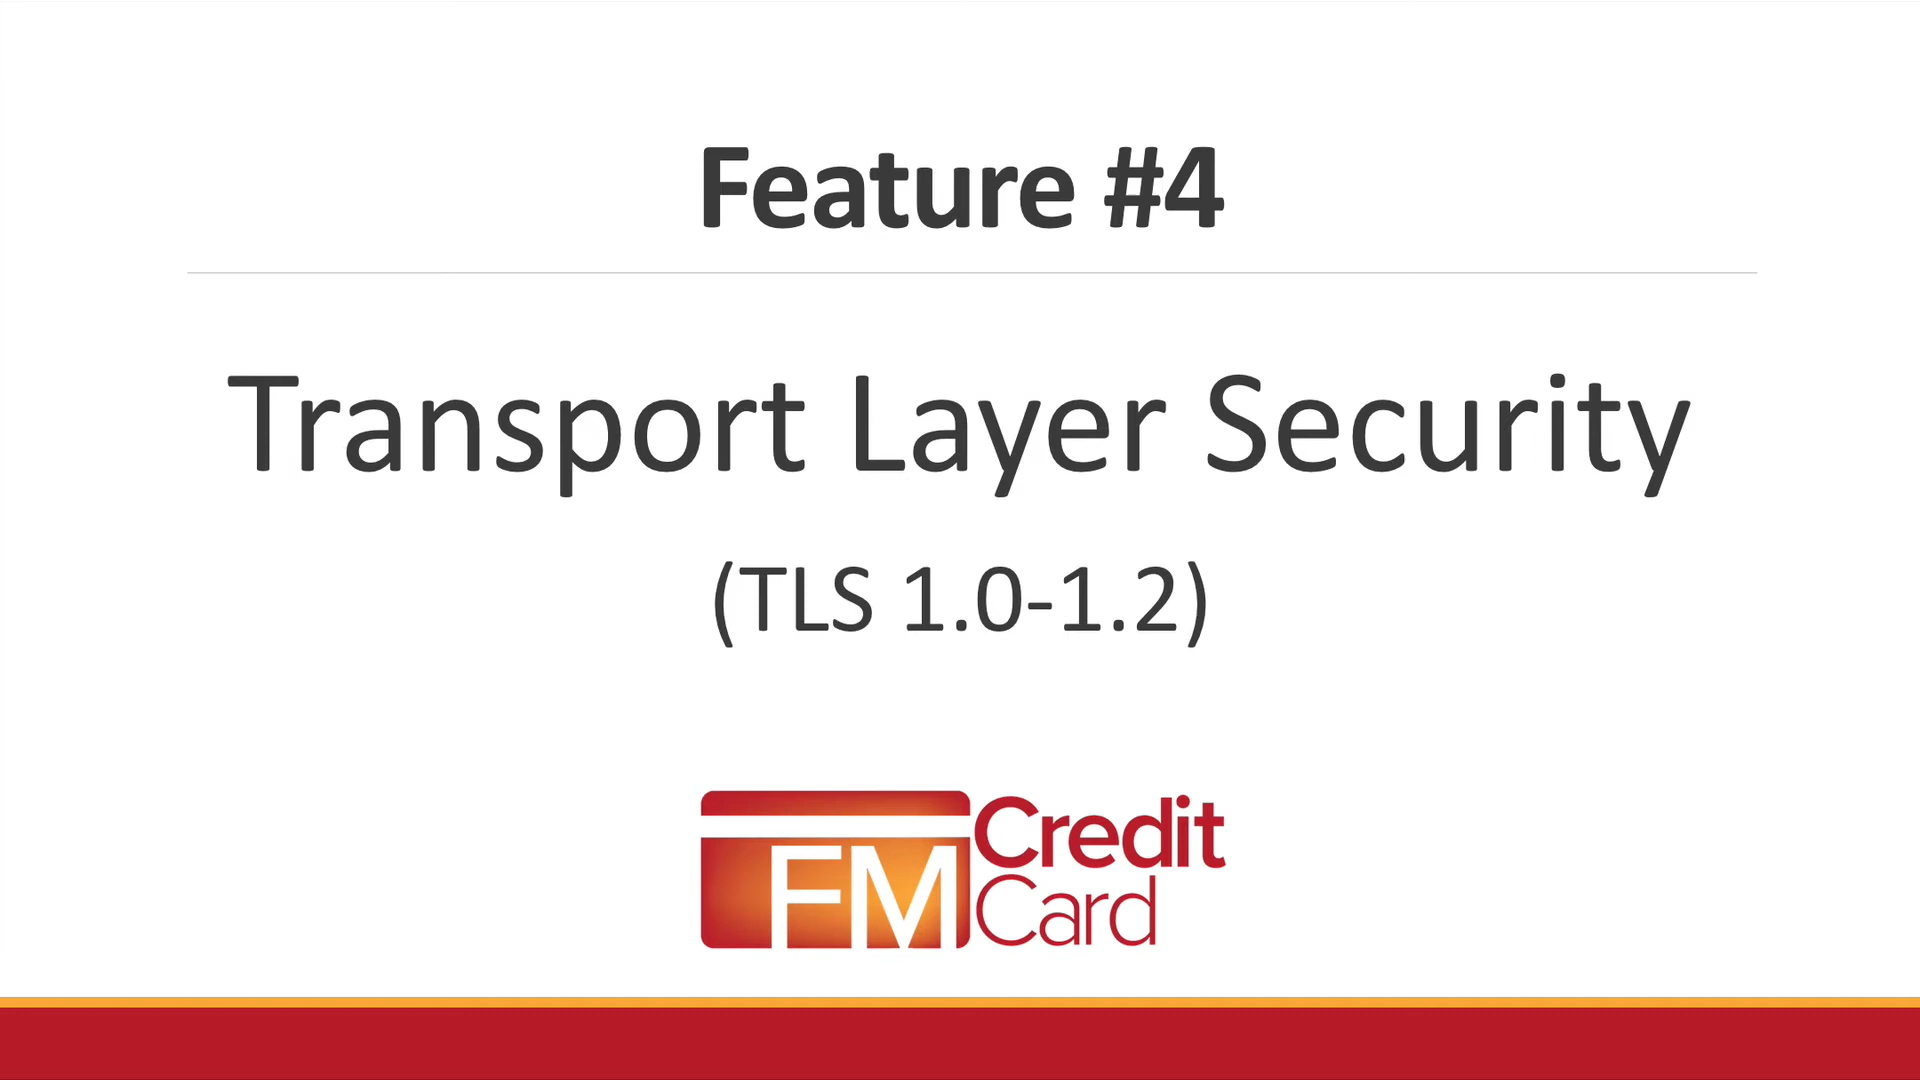 Feature #4
Transport Layer Security
(TLS 1.0-1.2)
FM Credit
Card